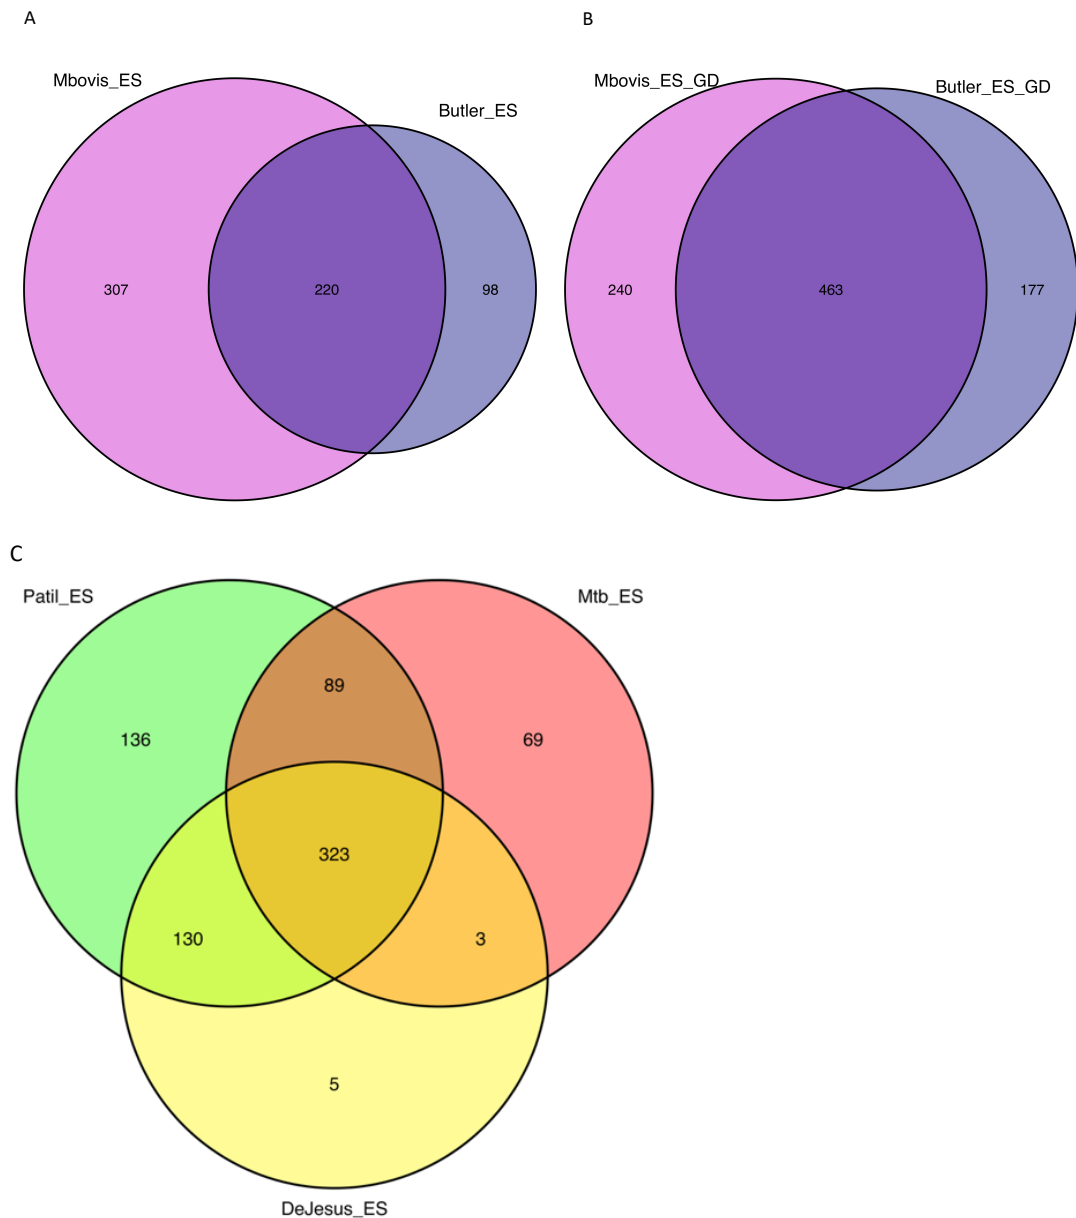 A
B
Mbovis_ES
Butler_ES
307
220
98
Mbovis_ES_GD
Butler_ES_GD
240
463
177
C
Patil_ES
Mtb_ES
89
136
69
323
130
3
5
DeJesus_ES